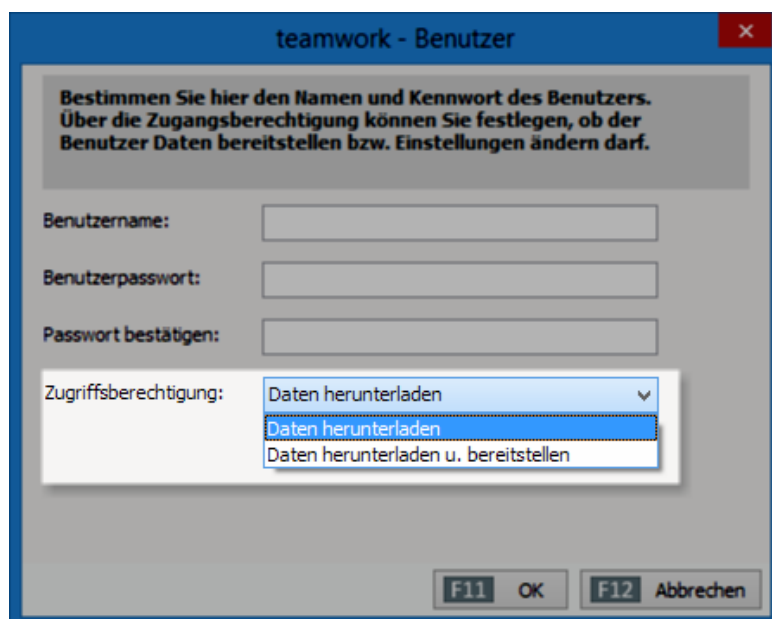 teamwork - Benutzer
Bestimmen Sie hier den Namen und Kennwort des Benutzers.
Über die Zugangsberechtigung können Sie festlegen, ob der
Benutzer Daten bereitstellen bzw. Einstellungen ändern darf.
Benutzername:
Benutzerpasswort:
Passwort bestätigen:
Zugriffsberechtigung: Daten herunterladen
Daten herunterladen
Daten herunterladen u. bereitstellen
F11 OK F12 Abbrechen